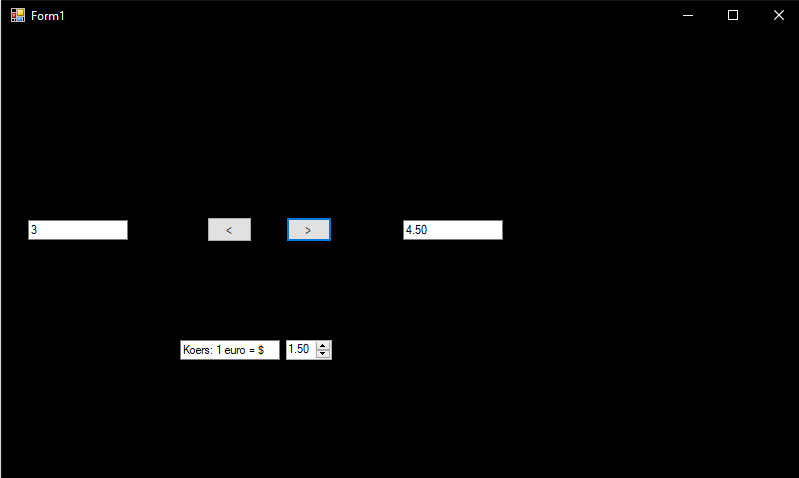 Form1
3
<
>
4.50
Koers: 1 euro = $
1.50